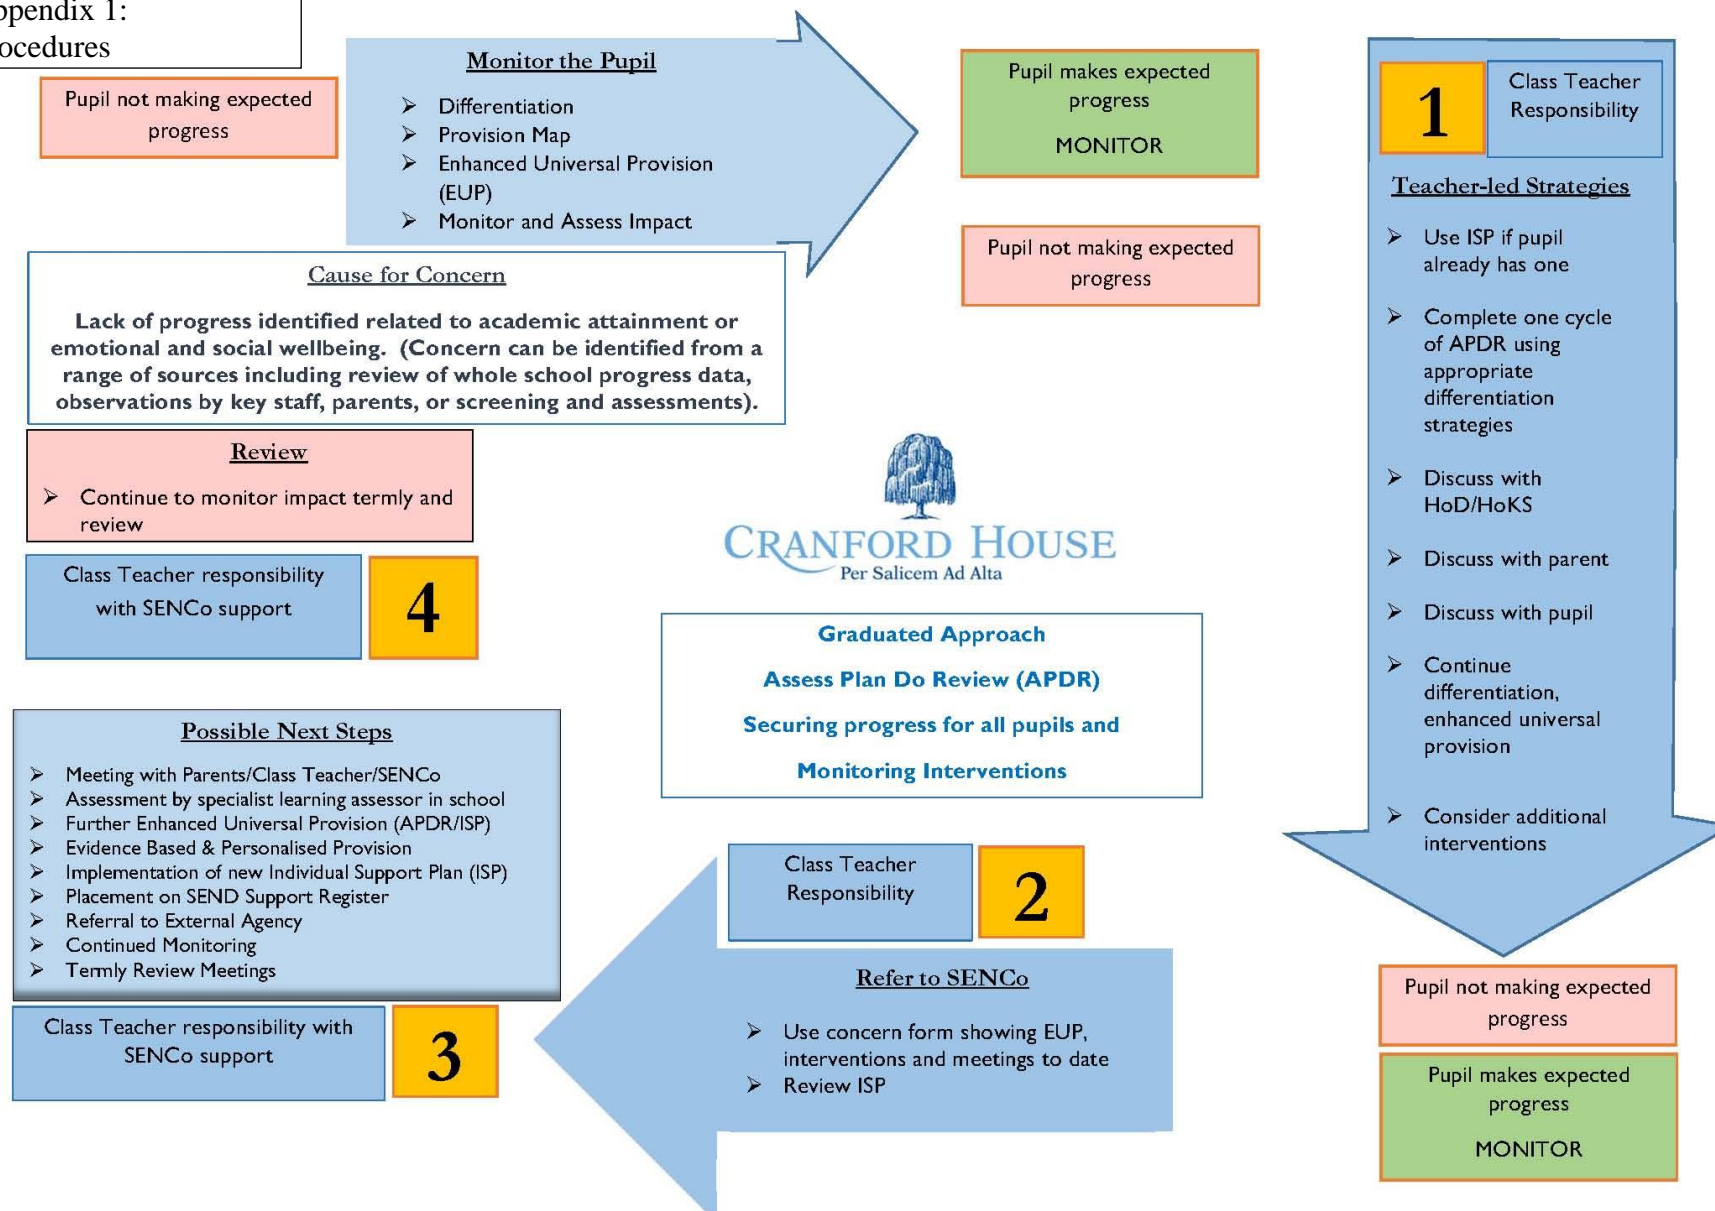 ppendix 1:
ocedures
Pupil not making expected
progress
Monitor the Pupil
➢ Differentiation
➢ Provision Map
➢ Enhanced Universal Provision
(EUP)
➢ Monitor and Assess Impact
Pupil makes expected
progress
MONITOR
Pupil not making expected
progress
1
Class Teacher
Responsibility
Teacher-led Strategies
➢ Use ISP if pupil
already has one
➢ Complete one cycle
of APDR using
appropriate
differentiation
strategies
➢ Discuss with
HoD/HoKS
➢ Discuss with parent
➢ Discuss with pupil
➢ Continue
differentiation,
enhanced universal
provision
➢ Consider additional
interventions
Pupil not making expected
progress
Pupil makes expected
progress
MONITOR
Cause for Concern
Lack of progress identified related to academic attainment or
emotional and social wellbeing. (Concern can be identified from a
range of sources including review of whole school progress data,
observations by key staff, parents, or screening and assessments).
Review
➢ Continue to monitor impact termly and
review
Class Teacher responsibility
with SENCo support
4
CRANFORD HOUSE
Per Salicem Ad Alta
Graduated Approach
Assess Plan Do Review (APDR)
Securing progress for all pupils and
Monitoring Interventions
Class Teacher
Responsibility
2
Refer to SENCo
➢ Use concern form showing EUP,
interventions and meetings to date
➢ Review ISP
Possible Next Steps
➢ Meeting with Parents/Class Teacher/SENCo
➢ Assessment by specialist learning assessor in school
➢ Further Enhanced Universal Provision (APDR/ISP)
➢ Evidence Based & Personalised Provision
➢ Implementation of new Individual Support Plan (ISP)
➢ Placement on SEND Support Register
➢ Referral to External Agency
➢ Continued Monitoring
➢ Termly Review Meetings
Class Teacher responsibility with
SENCo support
3